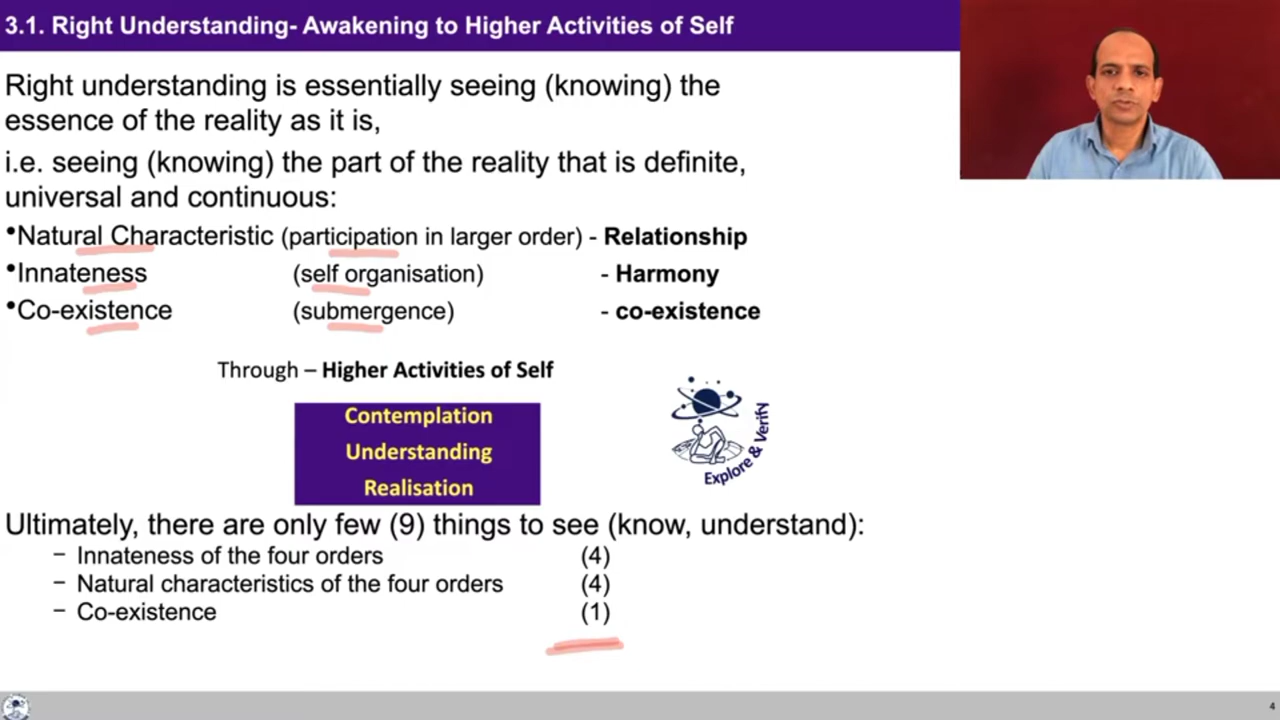 3.1. Right Understanding- Awakening to Higher Activities of Self
Right understanding is essentially seeing (knowing) the
essence of the reality as it is,
i.e. seeing (knowing) the part of the reality that is definite,
universal and continuous:
•Natural Characteristic (participation in larger order) - Relationship
•Innateness (self organisation) - Harmony
•Co-existence (submergence) - co-existence
Through – Higher Activities of Self
Contemplation
Understanding
Realisation
Explore & Verify
Ultimately, there are only few (9) things to see (know, understand):
– Innateness of the four orders (4)
– Natural characteristics of the four orders (4)
– Co-existence (1)
4